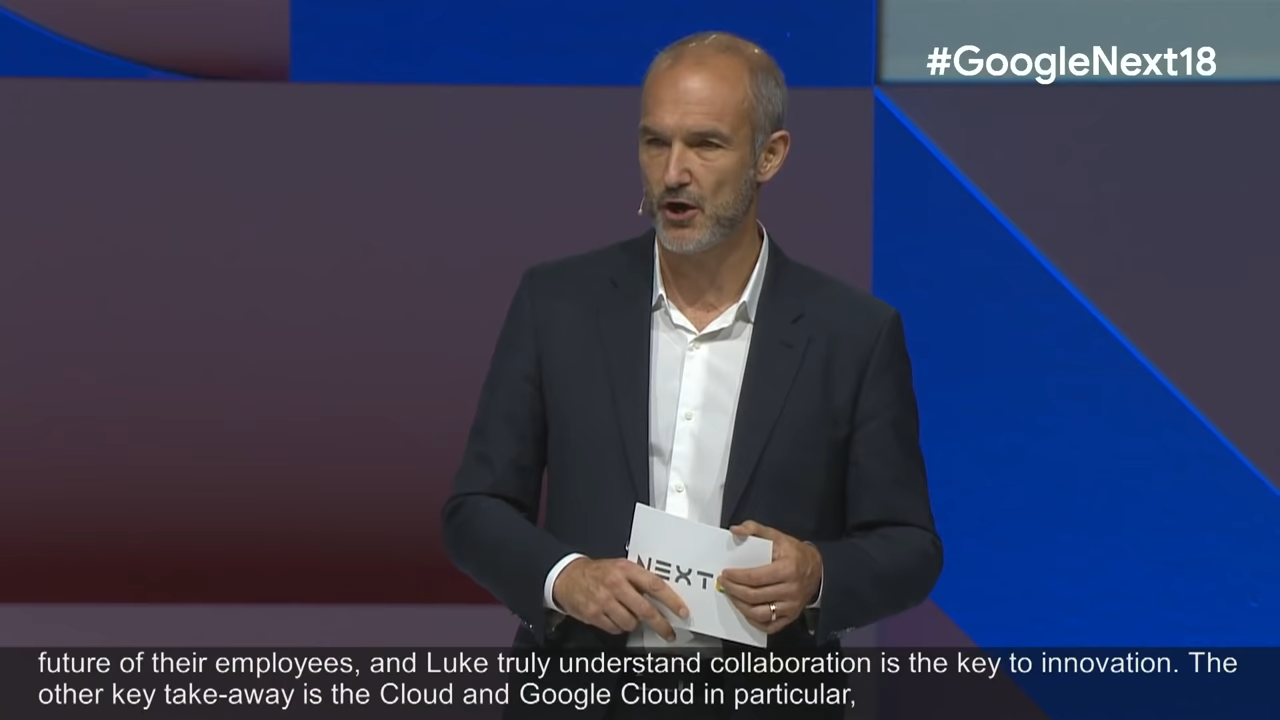 #GoogleNext18
NEXT
future of their employees, and Luke truly understand collaboration is the key to innovation. The
other key take-away is the Cloud and Google Cloud in particular,